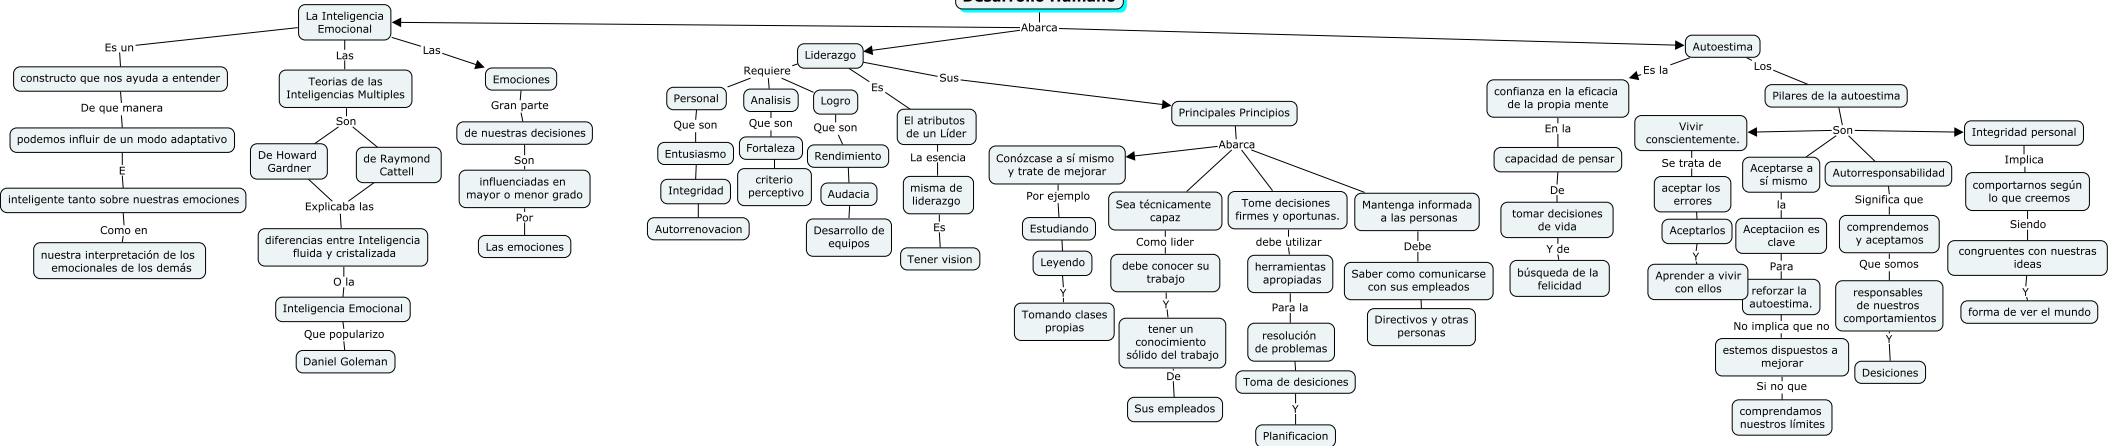 Desarrollo Humano
Abarca
La Inteligencia
Emocional
Es un
constructo que nos ayuda a entender
De que manera
podemos influir de un modo adaptativo
E
inteligente tanto sobre nuestras emociones
Como en
nuestra interpretación de los
emocionales de los demás
Las
Teorias de las
Inteligencias Multiples
Son
De Howard
Gardner
de Raymond
Cattell
Explicaba las
diferencias entre Inteligencia
fluida y cristalizada
O la
Inteligencia Emocional
Que popularizo
Daniel Goleman
Las
Emociones
Gran parte
de nuestras decisiones
Son
influenciadas en
mayor o menor grado
Por
Las emociones
Liderazgo
Requiere
Personal
Que son
Entusiasmo
Integridad
Autorrenovacion
Analisis
Que son
Fortaleza
criterio
perceptivo
Logro
Que son
Rendimiento
Audacia
Desarrollo de
equipos
Es
El atributos
de un Líder
La esencia
misma de
liderazgo
Es
Tener vision
Sus
Principales Principios
Abarca
Conózcase a sí mismo
y trate de mejorar
Por ejemplo
Estudiando
Leyendo
Y
Tomando clases
propias
Sea técnicamente
capaz
Como lider
debe conocer su
trabajo
Y
tener un
conocimiento
sólido del trabajo
De
Sus empleados
Tome decisiones
firmes y oportunas.
debe utilizar
herramientas
apropiadas
Para la
resolución
de problemas
Toma de desiciones
Y
Planificacion
Mantenga informada
a las personas
Debe
Saber como comunicarse
con sus empleados
Directivos y otras
personas
Autoestima
Es la
confianza en la eficacia
de la propia mente
En la
capacidad de pensar
De
tomar decisiones
de vida
Y de
búsqueda de la
felicidad
Los
Pilares de la autoestima
Son
Vivir
conscientemente.
Se trata de
aceptar los
errores
Aceptarlos
Y
Aprender a vivir
con ellos
Aceptarse a
sí mismo
la
Aceptaciion es
clave
Para
reforzar la
autoestima.
No implica que no
estemos dispuestos a
mejorar
Si no que
comprendamos
nuestros límites
Autorresponsabilidad
Significa que
comprendemos
y aceptamos
Que somos
responsables
de nuestros
comportamientos
Y
Desiciones
Integridad personal
Implica
comportarnos según
lo que creemos
Siendo
congruentes con nuestras
ideas
Y
forma de ver el mundo